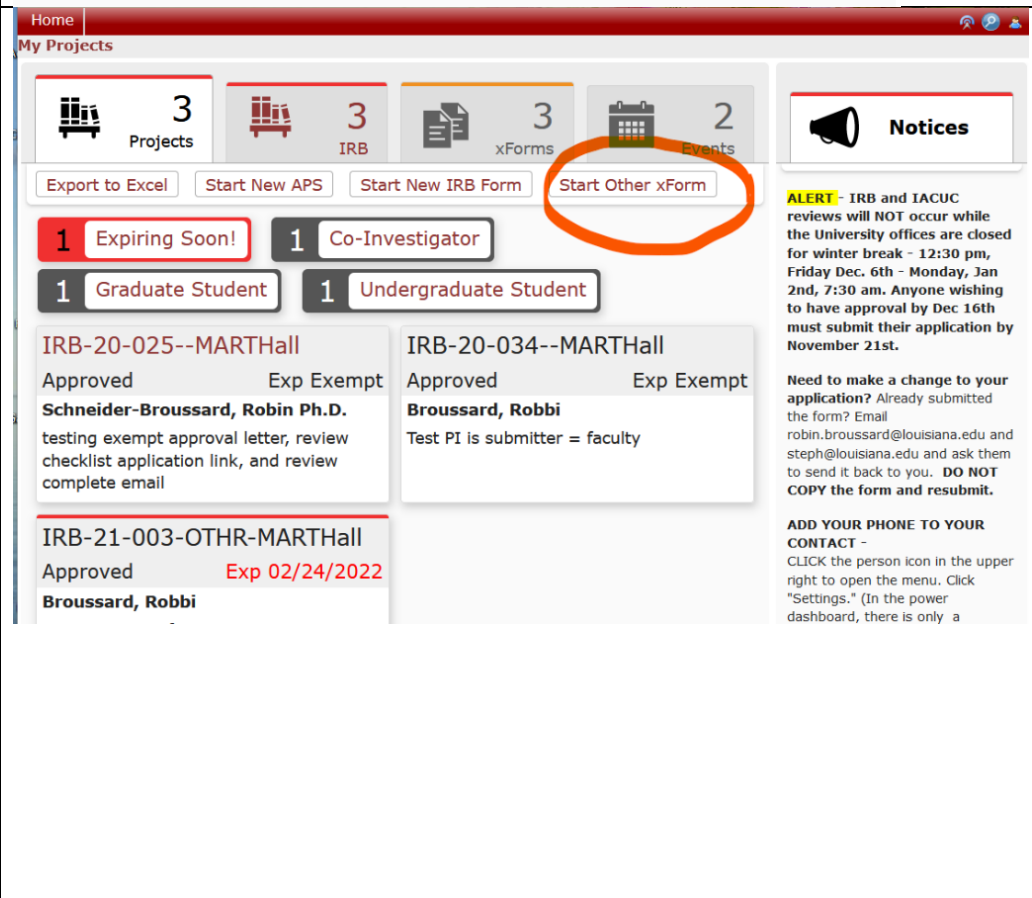 Home
My Projects
3
Projects
3
IRB
3
xForms
2
Events
Export to Excel
Start New APS
Start New IRB Form
Start Other xForm
1 Expiring Soon!
1 Co-Investigator
1 Graduate Student
1 Undergraduate Student
IRB-20-025--MARTHall
Approved Exp Exempt
Schneider-Broussard, Robin Ph.D.
testing exempt approval letter, review
checklist application link, and review
complete email
IRB-20-034--MARTHall
Approved Exp Exempt
Broussard, Robbi
Test PI is submitter = faculty
IRB-21-003-OTHR-MARTHall
Approved Exp 02/24/2022
Broussard, Robbi
Notices
ALERT - IRB and IACUC
reviews will NOT occur while
the University offices are closed
for winter break - 12:30 pm,
Friday Dec. 6th - Monday, Jan
2nd, 7:30 am. Anyone wishing
to have approval by Dec 16th
must submit their application by
November 21st.
Need to make a change to your
application? Already submitted
the form? Email
robin.broussard@louisiana.edu and
steph@louisiana.edu and ask them
to send it back to you. DO NOT
COPY the form and resubmit.
ADD YOUR PHONE TO YOUR
CONTACT -
CLICK the person icon in the upper
right to open the menu. Click
"Settings." (In the power
dashboard, there is only a